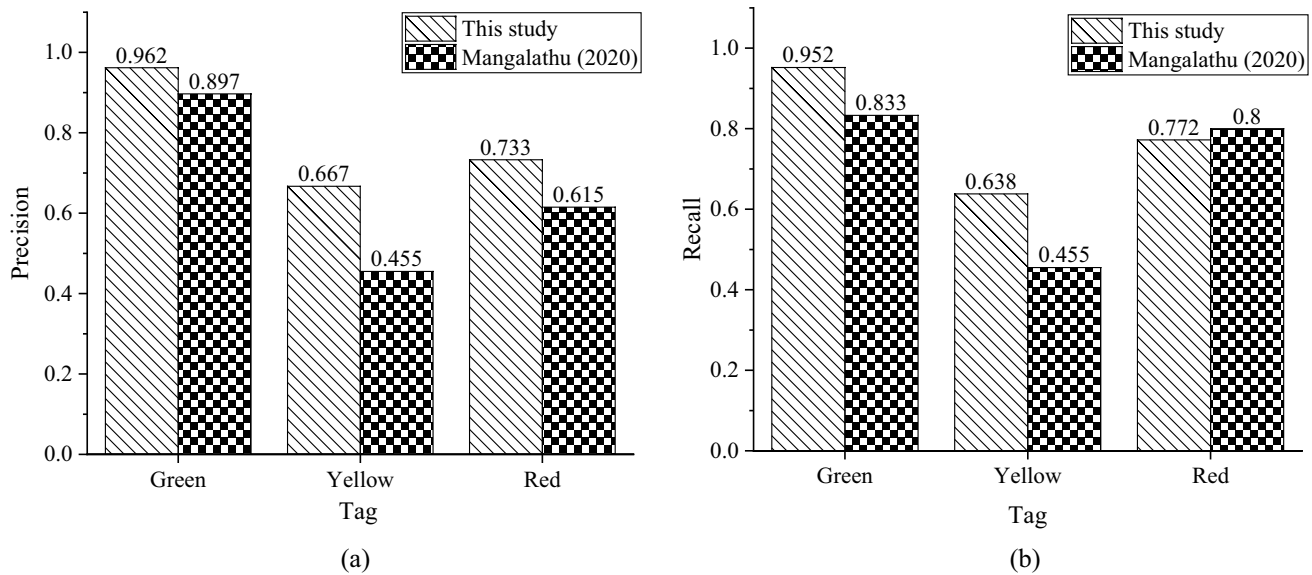 This study
Mangalathu (2020)
1.0
0.8
0.6
0.4
0.2
0.0
Precision
0.962
0.897
0.667
0.455
0.733
0.615
Green
Yellow
Red
Tag
(a)
This study
Mangalathu (2020)
1.0
0.8
0.6
0.4
0.2
0.0
Recall
0.952
0.833
0.638
0.455
0.772
0.8
Green
Yellow
Red
Tag
(b)